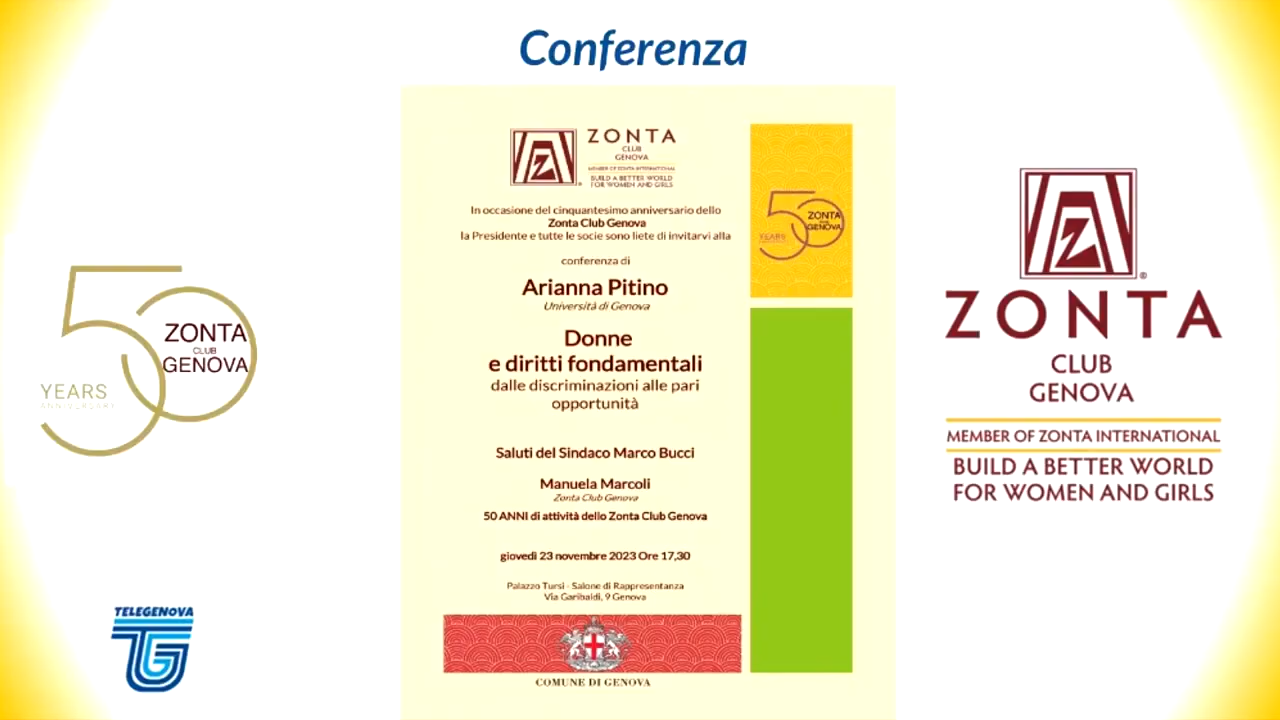 Conferenza
ZONTA
CLUB
GENOVA
MEMBER OF ZONTA INTERNATIONAL
BUILD A BETTER WORLD
FOR WOMEN AND GIRLS
In occasione del cinquantesimo anniversario dello
Zonta Club Genova
la Presidente e tutte le socie sono liete di invitarvi alla
conferenza di
Arianna Pitino
Università di Genova
Donne
e diritti fondamentali
dalle discriminazioni alle pari
opportunità
Saluti del Sindaco Marco Bucci
Manuela Marcoli
Zonta Club Genova
50 ANNI di attività dello Zonta Club Genova
giovedì 23 novembre 2023 Ore 17,30
Palazzo Tursi - Salone di Rappresentanza
Via Garibaldi, 9 Genova
COMUNE DI GENOVA
50
ZONTA
CLUB
GENOVA
YEARS
50
ZONTA
CLUB
GENOVA
YEARS
ANNIVERSARY
TELEGENOVA
TG
Z
ZONTA
CLUB
GENOVA
MEMBER OF ZONTA INTERNATIONAL
BUILD A BETTER WORLD
FOR WOMEN AND GIRLS